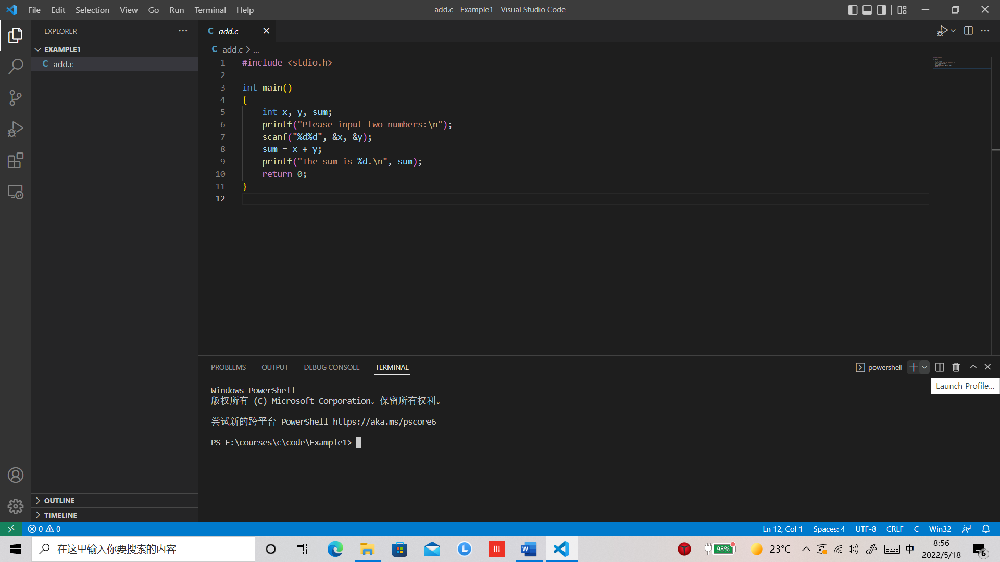 File Edit Selection View Go Run Terminal Help
add.c - Example1 - Visual Studio Code
EXPLORER
EXAMPLE1
C add.c
C add.c
C add.c > ...
1 #include <stdio.h>
2
3 int main()
4 {
5     int x, y, sum;
6     printf("Please input two numbers:\n");
7     scanf("%d%d", &x, &y);
8     sum = x + y;
9     printf("The sum is %d.\n", sum);
10     return 0;
11 }
12
PROBLEMS OUTPUT DEBUG CONSOLE TERMINAL
powershell
Launch Profile...
Windows PowerShell
版权所有 (C) Microsoft Corporation。保留所有权利。
尝试新的跨平台 PowerShell https://aka.ms/pscore6
PS E:\courses\c\code\Example1>
OUTLINE
TIMELINE
0 0
Ln 12, Col 1 Spaces: 4 UTF-8 CRLF C Win32
在这里输入你要搜索的内容
W
98%
23°C
中
8:56
2022/5/18
6